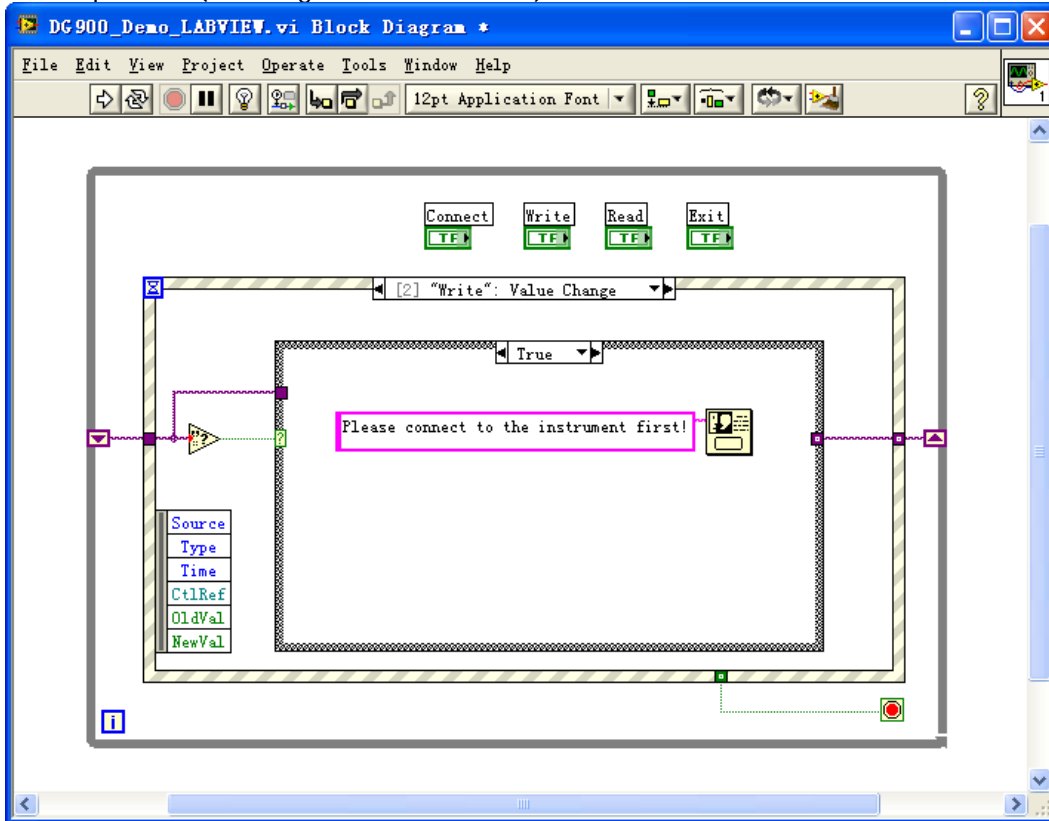 DG900_Demo_LABVIEW.vi Block Diagram *
File Edit View Project Operate Tools Window Help
12pt Application Font
1
Connect Write Read Exit
TF TF TF TF
[2] "Write": Value Change
True
Please connect to the instrument first!
"?
?
Source
Type
Time
CtlRef
OldVal
NewVal
i